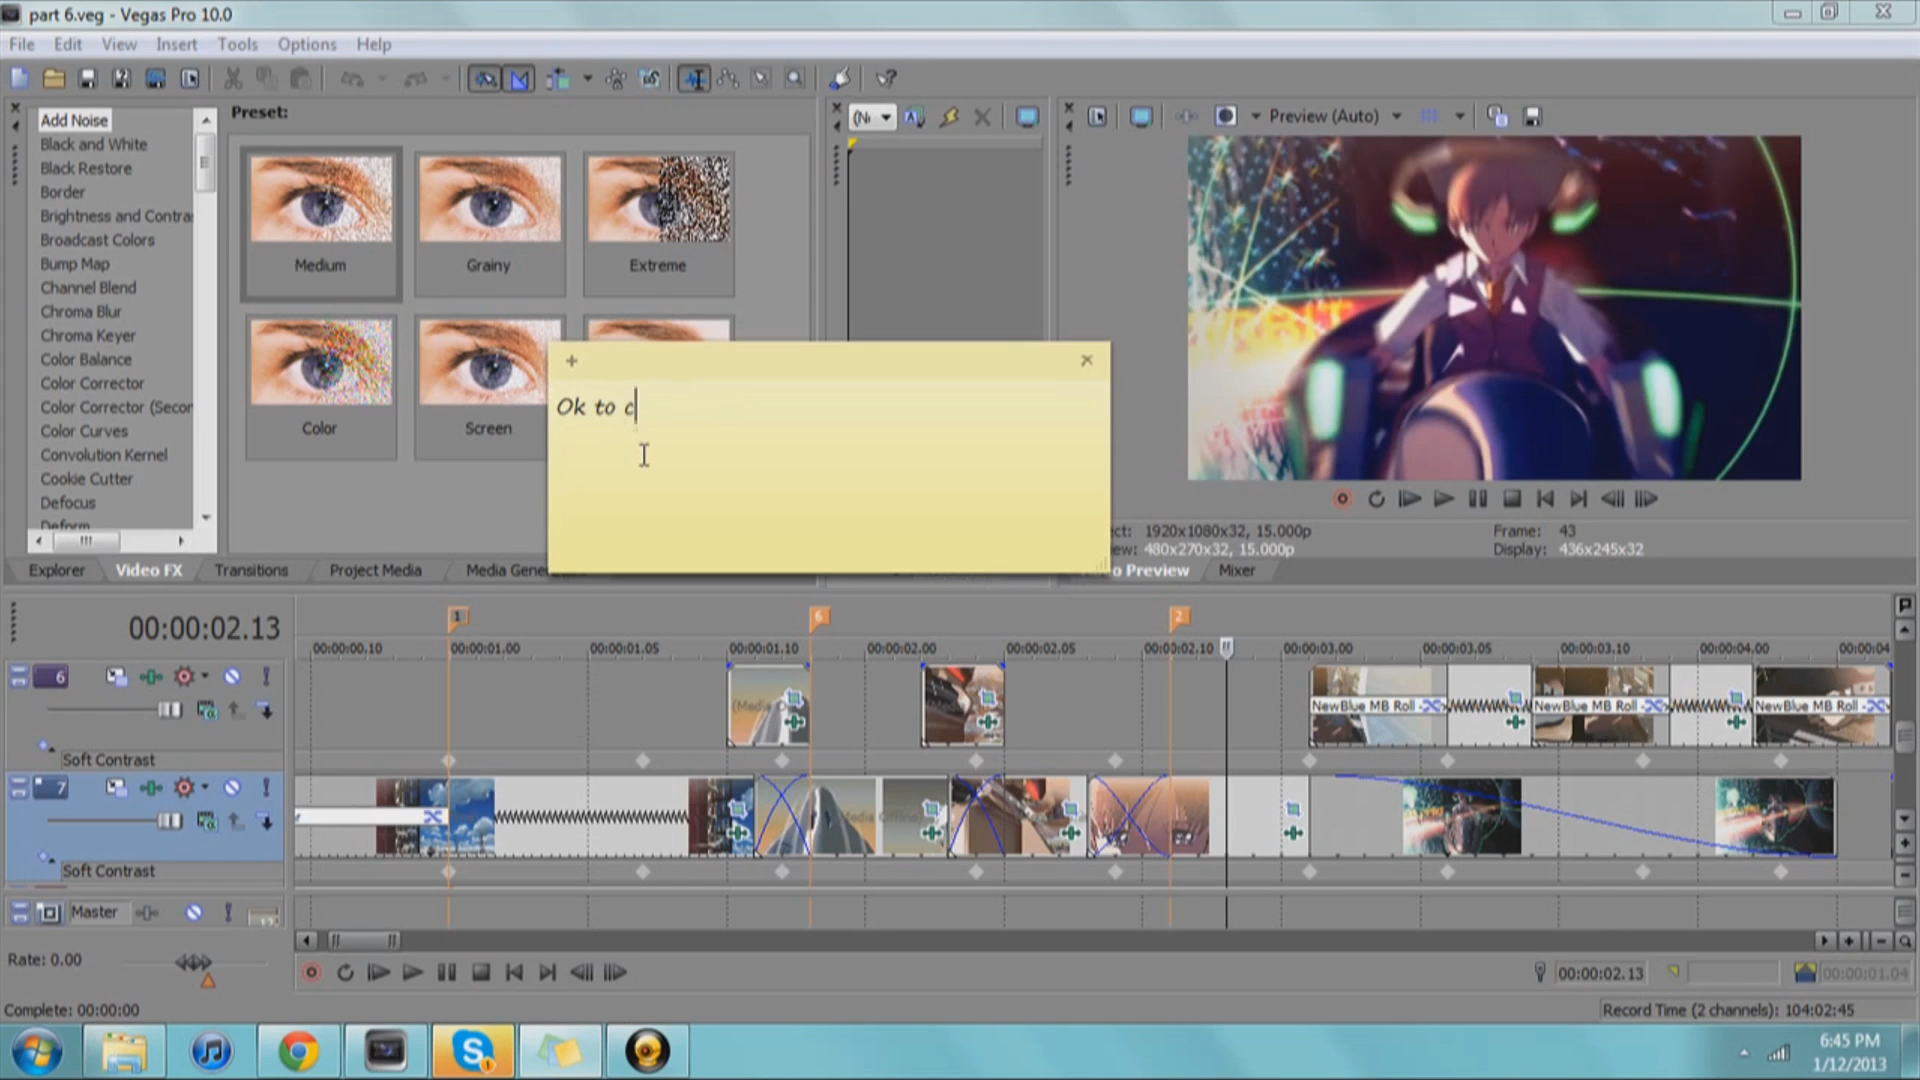 part 6.veg - Vegas Pro 10.0
File Edit View Insert Tools Options Help
Add Noise
Black and White
Black Restore
Border
Brightness and Contra
Broadcast Colors
Bump Map
Channel Blend
Chroma Blur
Chroma Keyer
Color Balance
Color Corrector
Color Corrector (Secon
Color Curves
Convolution Kernel
Cookie Cutter
Defocus
Deform
Preset:
Medium Grainy Extreme
Color Screen
Preview (Auto)
Ok to c
ect: 1920x1080x32, 15.000p Frame: 43
ew: 480x270x32, 15.000p Display: 436x245x32
Explorer Video FX Transitions Project Media Media Gene
o Preview Mixer
00:00:02.13
1 6 2
00:00:00.10 00:00:01.00 00:00:01.05 00:00:01.10 00:00:02.00 00:00:02.05 00:00:02.10 00:00:03.00 00:00:03.05 00:00:03.10 00:00:04.00 00:00:04
6
(Media O
NewBlue MB Roll - NewBlue MB Roll - NewBlue MB Roll -
Soft Contrast
7
Media Offline)
Soft Contrast
Master
Rate: 0.00
00:00:02.13 00:00:01.04
Complete: 00:00:00
Record Time (2 channels): 104:02:45
6:45 PM
1/12/2013